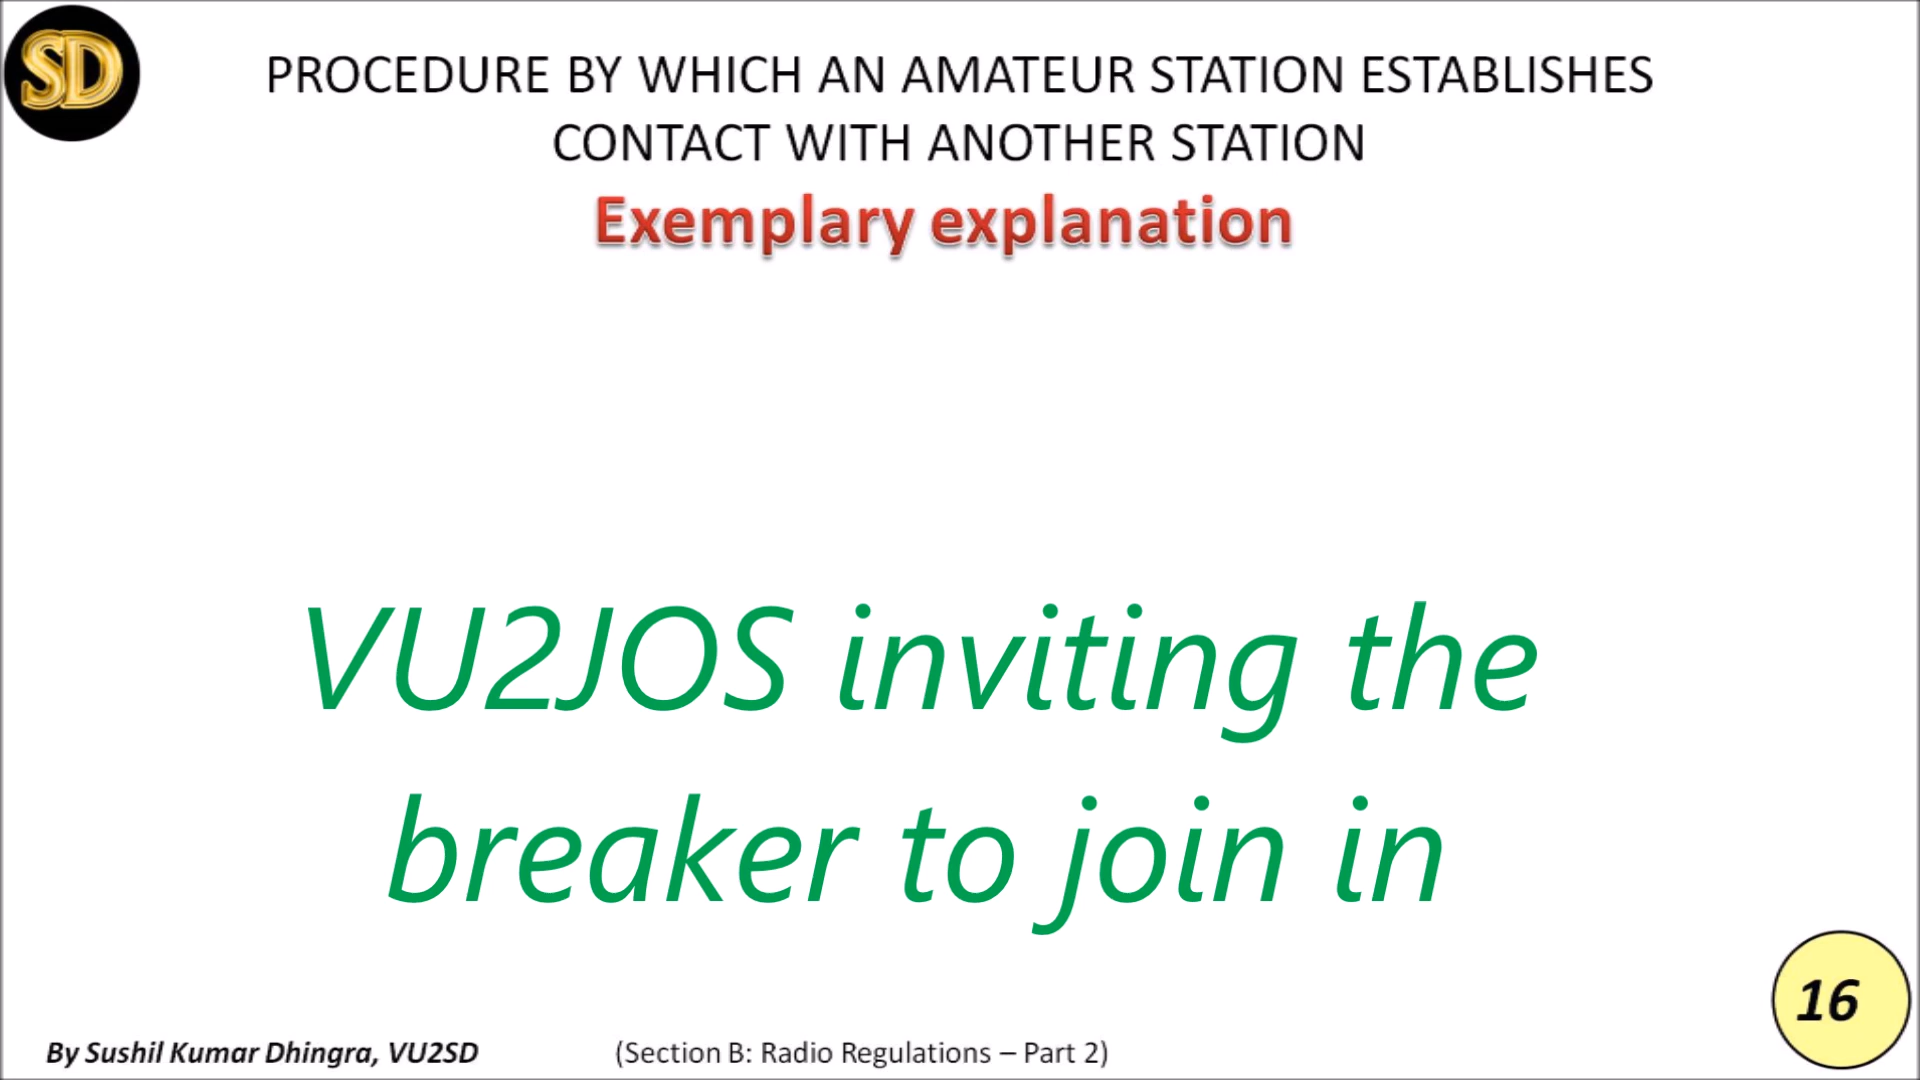 SD
PROCEDURE BY WHICH AN AMATEUR STATION ESTABLISHES
CONTACT WITH ANOTHER STATION
Exemplary explanation
VU2JOS inviting the
breaker to join in
16
By Sushil Kumar Dhingra, VU2SD (Section B: Radio Regulations – Part 2)